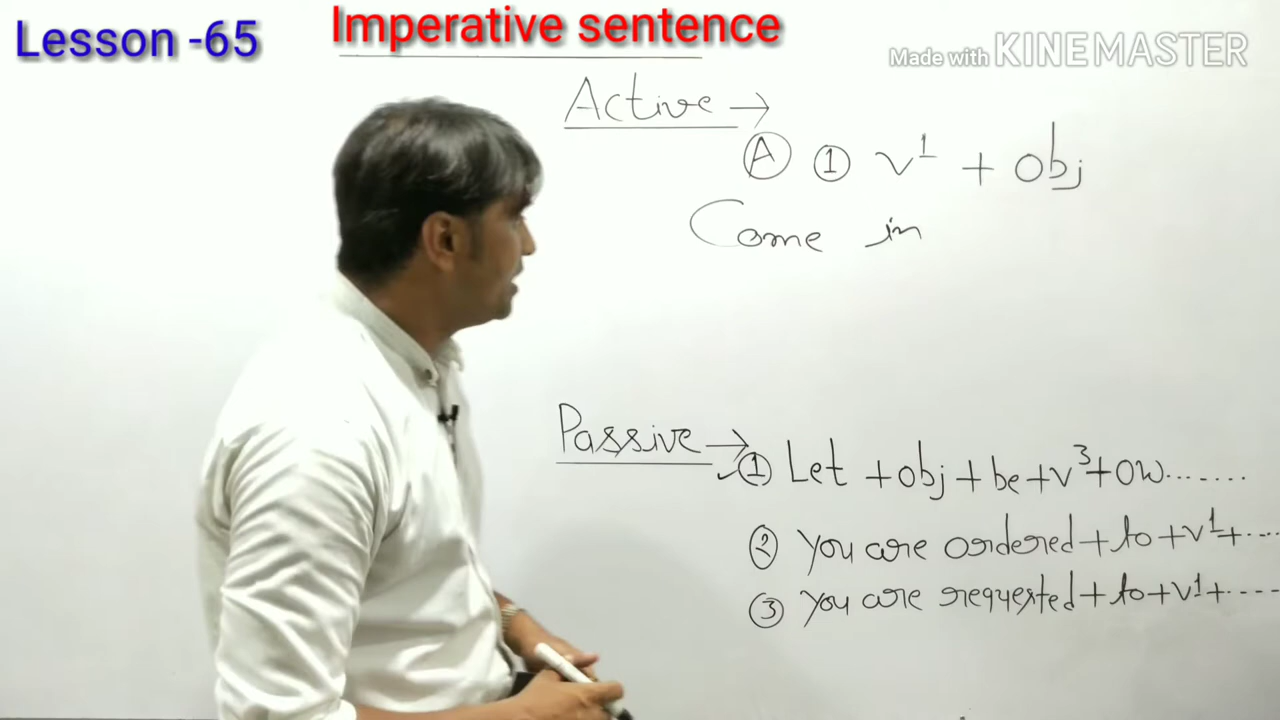 Lesson -65
Imperative sentence
Made with KINEMASTER
Active →
Ⓐ ① v¹ + obj
Come in
Passive →
✓① Let + obj + be + v³ + ow.......
② You are ordered + to + v¹ + ....
③ You are requested + to + v¹ + ----